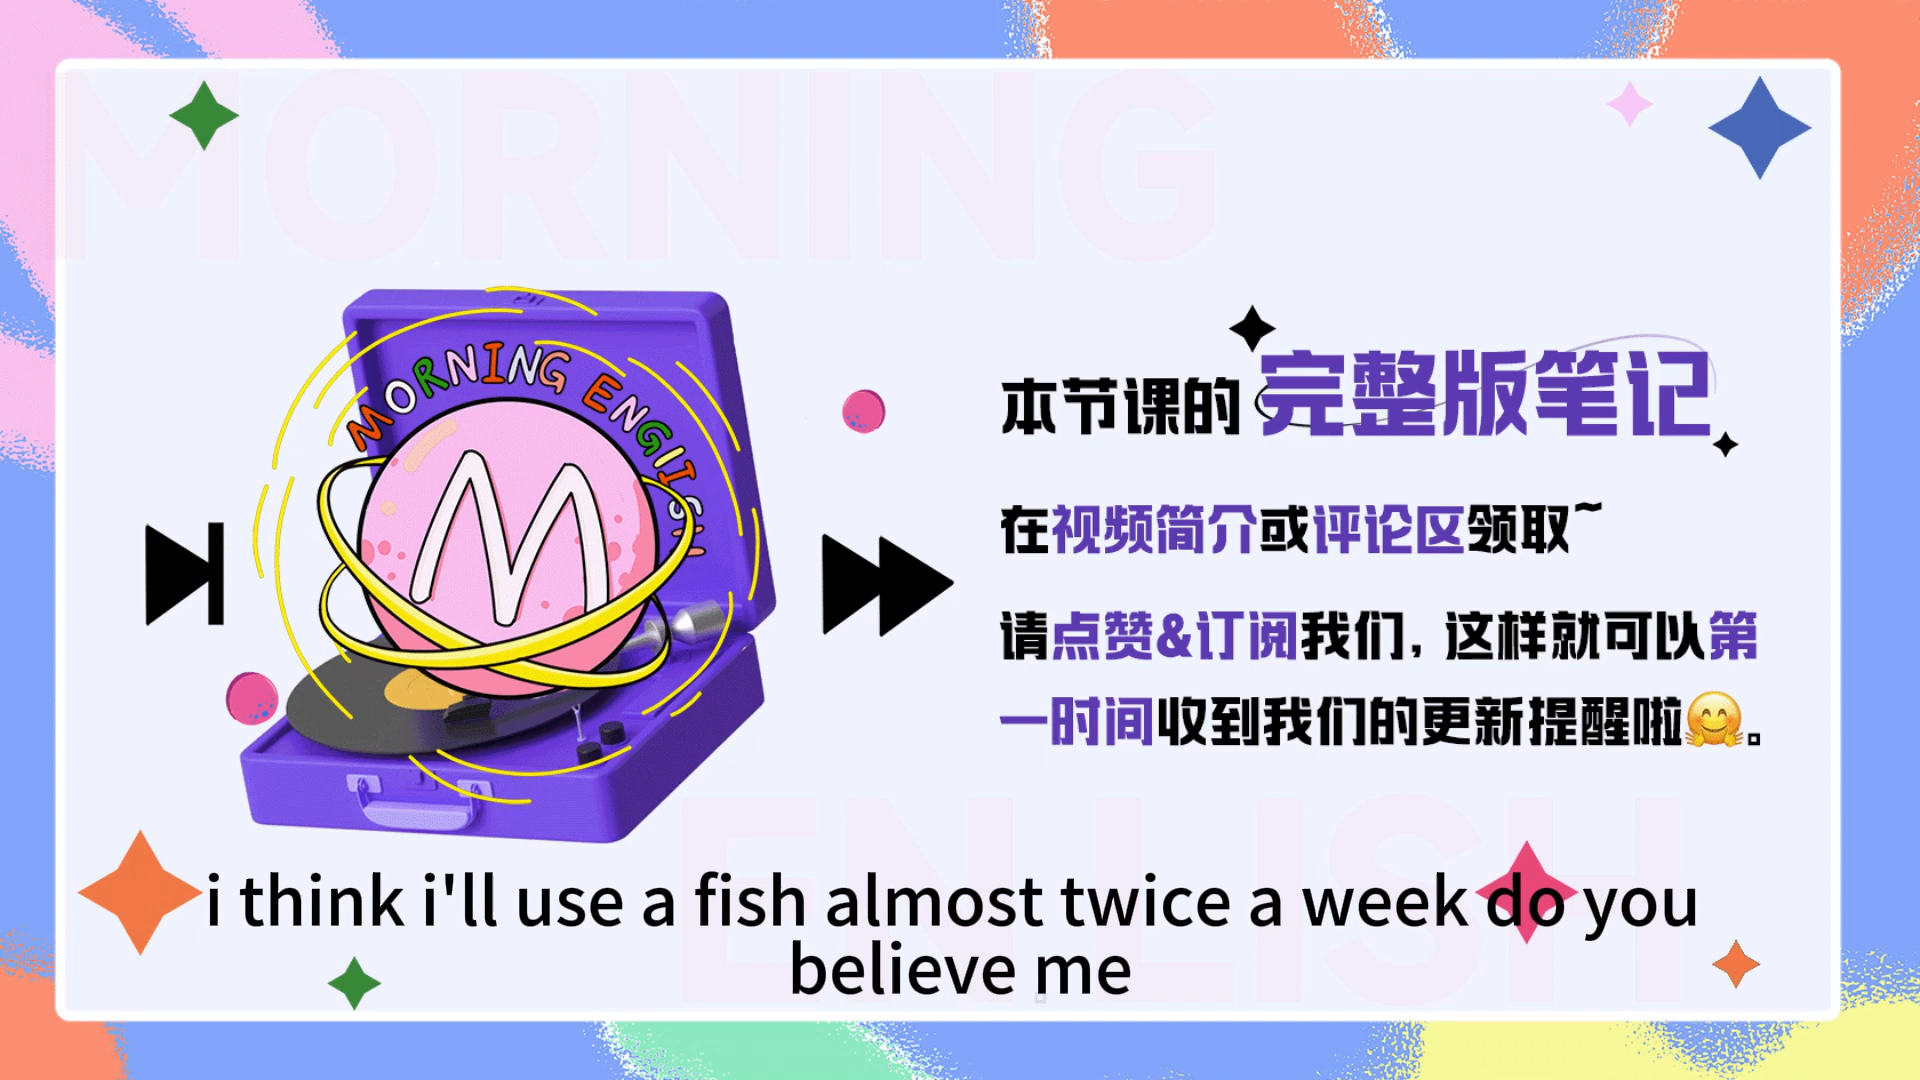 MORNING
MORNING ENGlISH
M
本节课的 完整版笔记
在视频简介或评论区领取~
请点赞&订阅我们, 这样就可以第
一时间收到我们的更新提醒啦🤗。
EN LISH
i think i'll use a fish almost twice a week do you
believe me